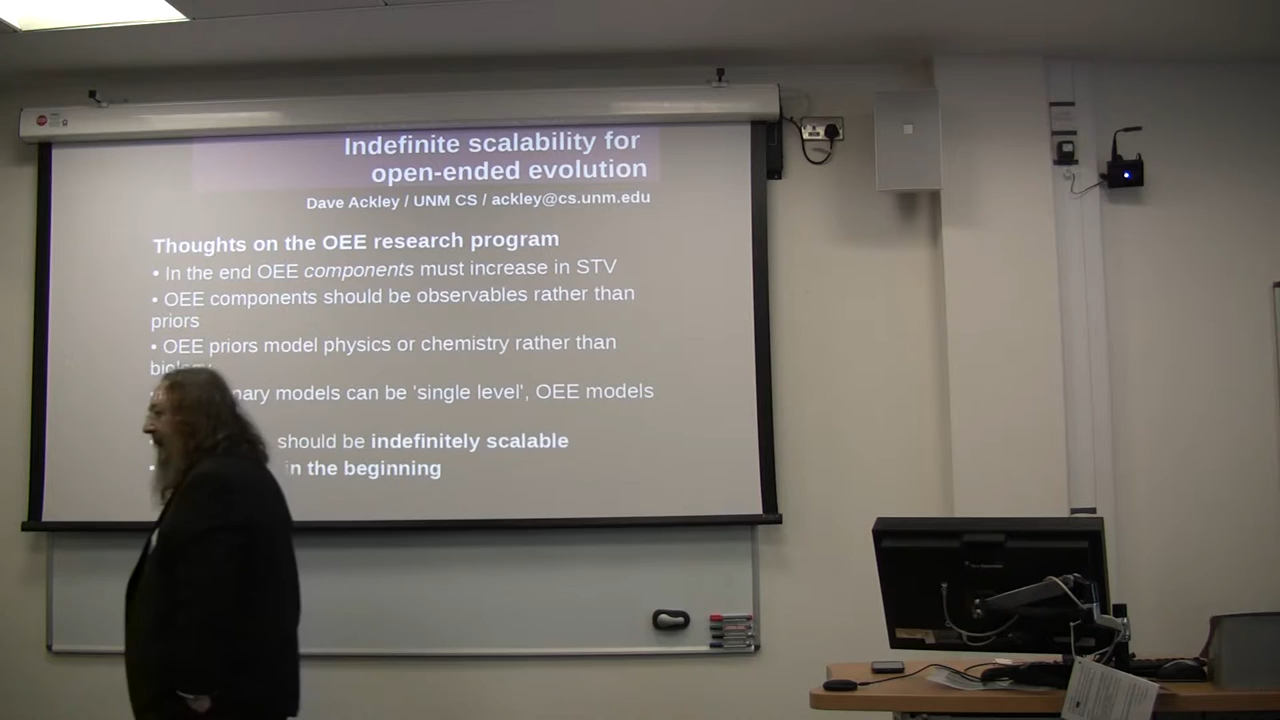 Indefinite scalability for
open-ended evolution
Dave Ackley / UNM CS / ackley@cs.unm.edu
Thoughts on the OEE research program
• In the end OEE components must increase in STV
• OEE components should be observables rather than
priors
• OEE priors model physics or chemistry rather than
biology
models can be 'single level', OEE models
should be indefinitely scalable
in the beginning